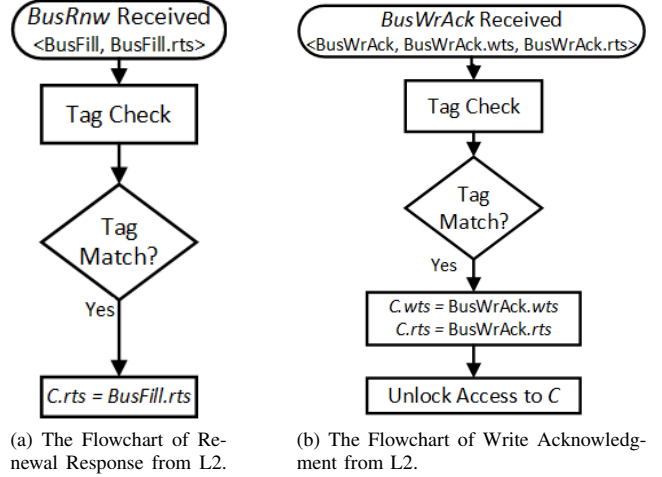 BusRnw Received
<BusFill, BusFill.rts>
Tag Check
Tag
Match?
Yes
C.rts = BusFill.rts
(a) The Flowchart of Re-
newal Response from L2.
BusWrAck Received
<BusWrAck, BusWrAck.wts, BusWrAck.rts>
Tag Check
Tag
Match?
Yes
C.wts = BusWrAck.wts
C.rts = BusWrAck.rts
Unlock Access to C
(b) The Flowchart of Write Acknowledg-
ment from L2.